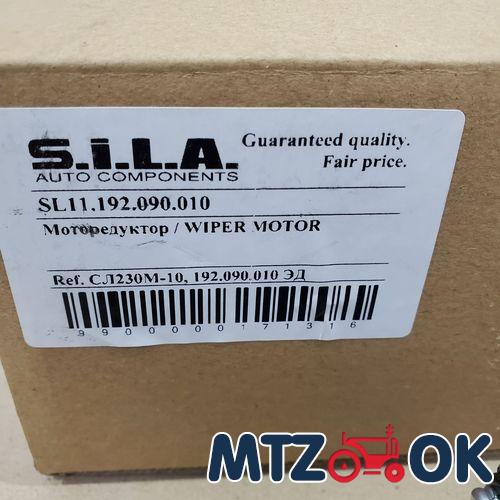 S.i.L.A.
AUTO COMPONENTS
Guaranteed quality.
Fair price.
SL11.192.090.010
Моторедуктор / WIPER MOTOR
Ref. СЛ230М-10, 192.090.010 ЭД
9900000171316
MTZ OK